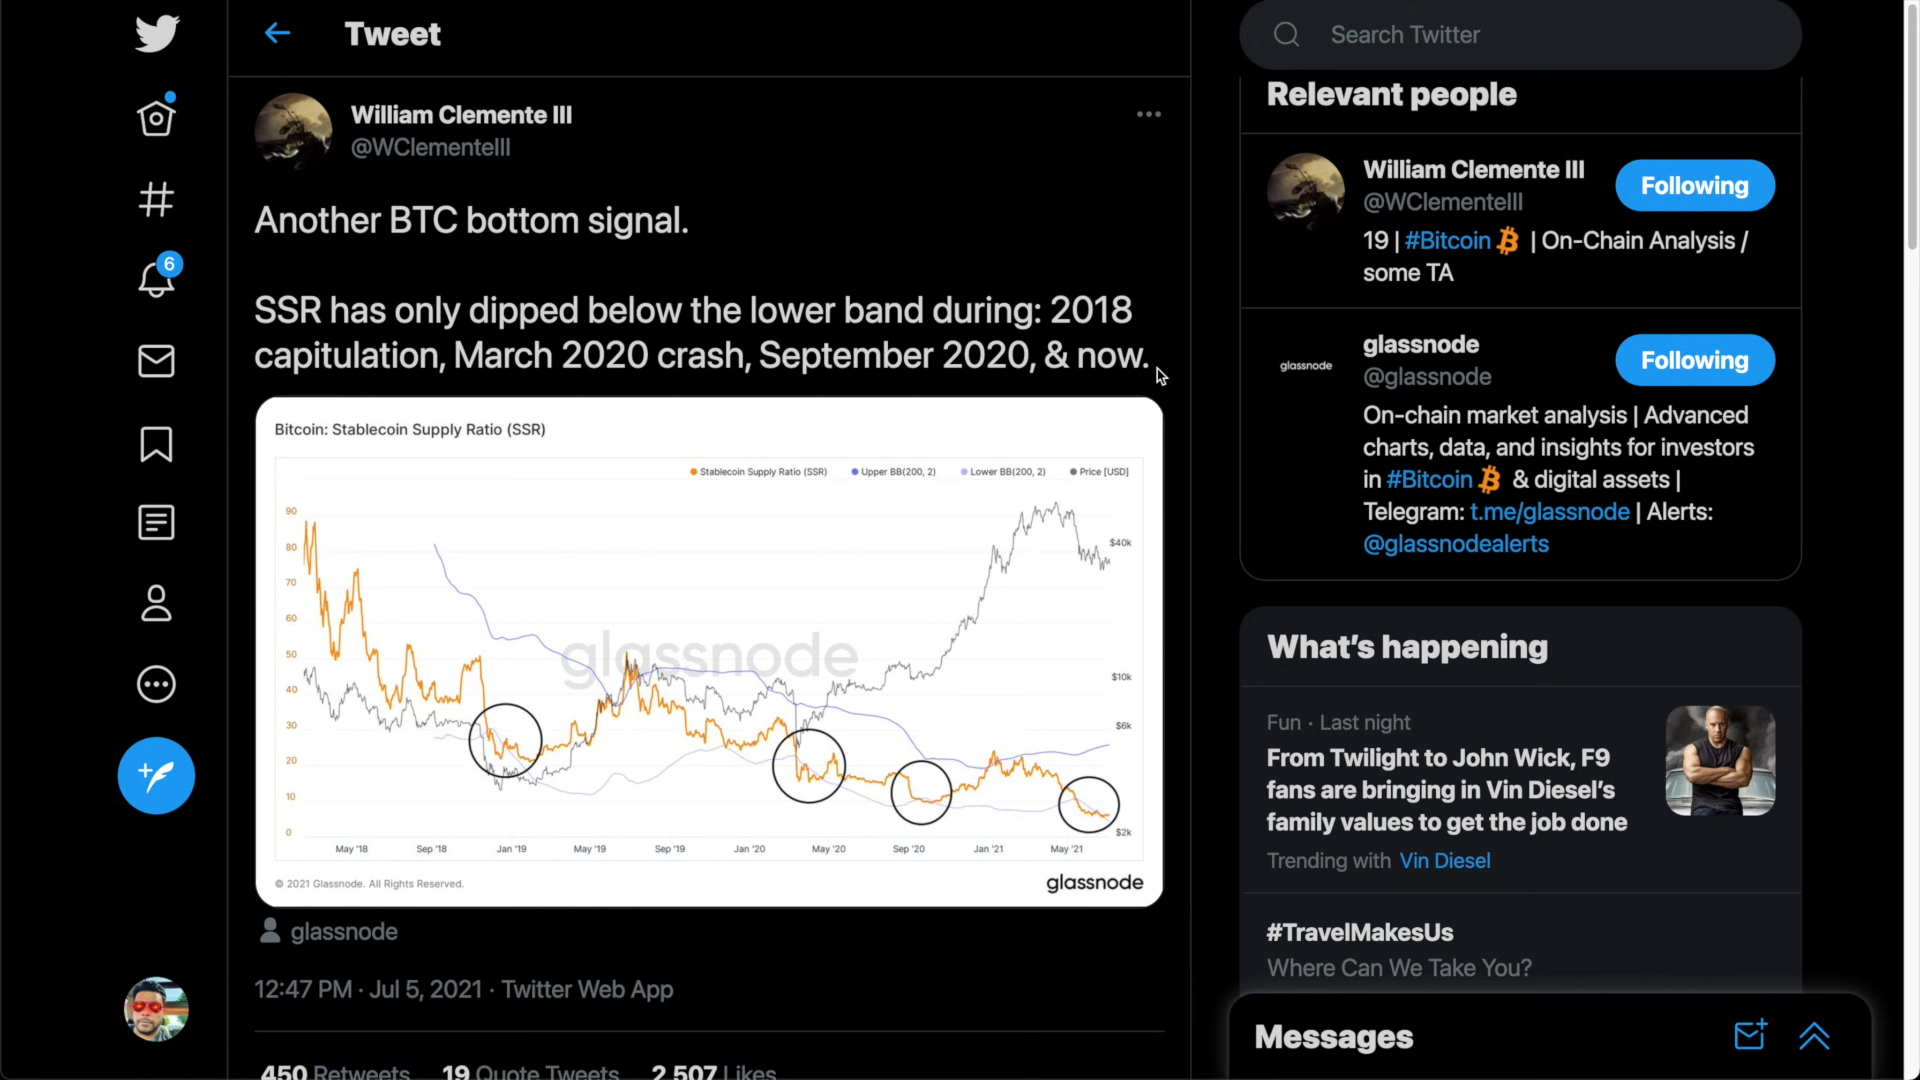 Tweet
William Clemente III
@WClementeIII
Another BTC bottom signal.
SSR has only dipped below the lower band during: 2018
capitulation, March 2020 crash, September 2020, & now.
Bitcoin: Stablecoin Supply Ratio (SSR)
Stablecoin Supply Ratio (SSR) Upper BB(200, 2) Lower BB(200, 2) Price [USD]
90
80
70
60
50
40
30
20
10
0
$40k
$10k
$6k
$2k
glassnode
May '18 Sep '18 Jan '19 May '19 Sep '19 Jan '20 May '20 Sep '20 Jan '21 May '21
© 2021 Glassnode. All Rights Reserved.
glassnode
glassnode
12:47 PM · Jul 5, 2021 · Twitter Web App
450 Retweets 19 Quote Tweets 2,507 Likes
6
Search Twitter
Relevant people
William Clemente III
@WClementeIII
Following
19 | #Bitcoin | On-Chain Analysis /
some TA
glassnode
glassnode
@glassnode
Following
On-chain market analysis | Advanced
charts, data, and insights for investors
in #Bitcoin & digital assets |
Telegram: t.me/glassnode | Alerts:
@glassnodealerts
What's happening
Fun · Last night
From Twilight to John Wick, F9
fans are bringing in Vin Diesel's
family values to get the job done
Trending with Vin Diesel
#TravelMakesUs
Where Can We Take You?
Messages